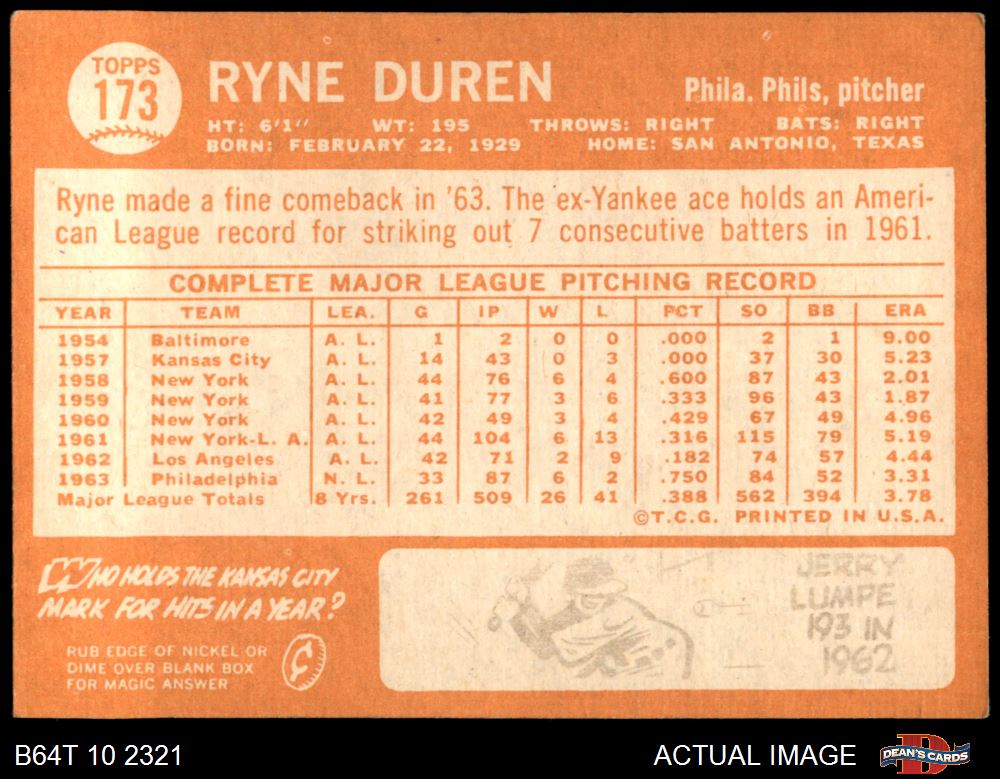 TOPPS
173
RYNE DUREN
Phila. Phils, pitcher
HT: 6'1" WT: 195 THROWS: RIGHT BATS: RIGHT
BORN: FEBRUARY 22, 1929 HOME: SAN ANTONIO, TEXAS
Ryne made a fine comeback in '63. The ex-Yankee ace holds an Ameri-
can League record for striking out 7 consecutive batters in 1961.
COMPLETE MAJOR LEAGUE PITCHING RECORD
YEAR TEAM LEA. G IP W L PCT SO BB ERA
1954 Baltimore A. L. 1 2 0 0 .000 2 1 9.00
1957 Kansas City A. L. 14 43 0 3 .000 37 30 5.23
1958 New York A. L. 44 76 6 4 .600 87 43 2.01
1959 New York A. L. 41 77 3 6 .333 96 43 1.87
1960 New York A. L. 42 49 3 4 .429 67 49 4.96
1961 New York-L. A. A. L. 44 104 6 13 .316 115 79 5.19
1962 Los Angeles A. L. 42 71 2 9 .182 74 57 4.44
1963 Philadelphia N. L. 33 87 6 2 .750 84 52 3.31
Major League Totals 8 Yrs. 261 509 26 41 .388 562 394 3.78
©T.C.G. PRINTED IN U.S.A.
WHO HOLDS THE KANSAS CITY
MARK FOR HITS IN A YEAR?
RUB EDGE OF NICKEL OR
DIME OVER BLANK BOX
FOR MAGIC ANSWER
JERRY
LUMPE
193 IN
1962
B64T 10 2321 ACTUAL IMAGE
DEAN'S CARDS